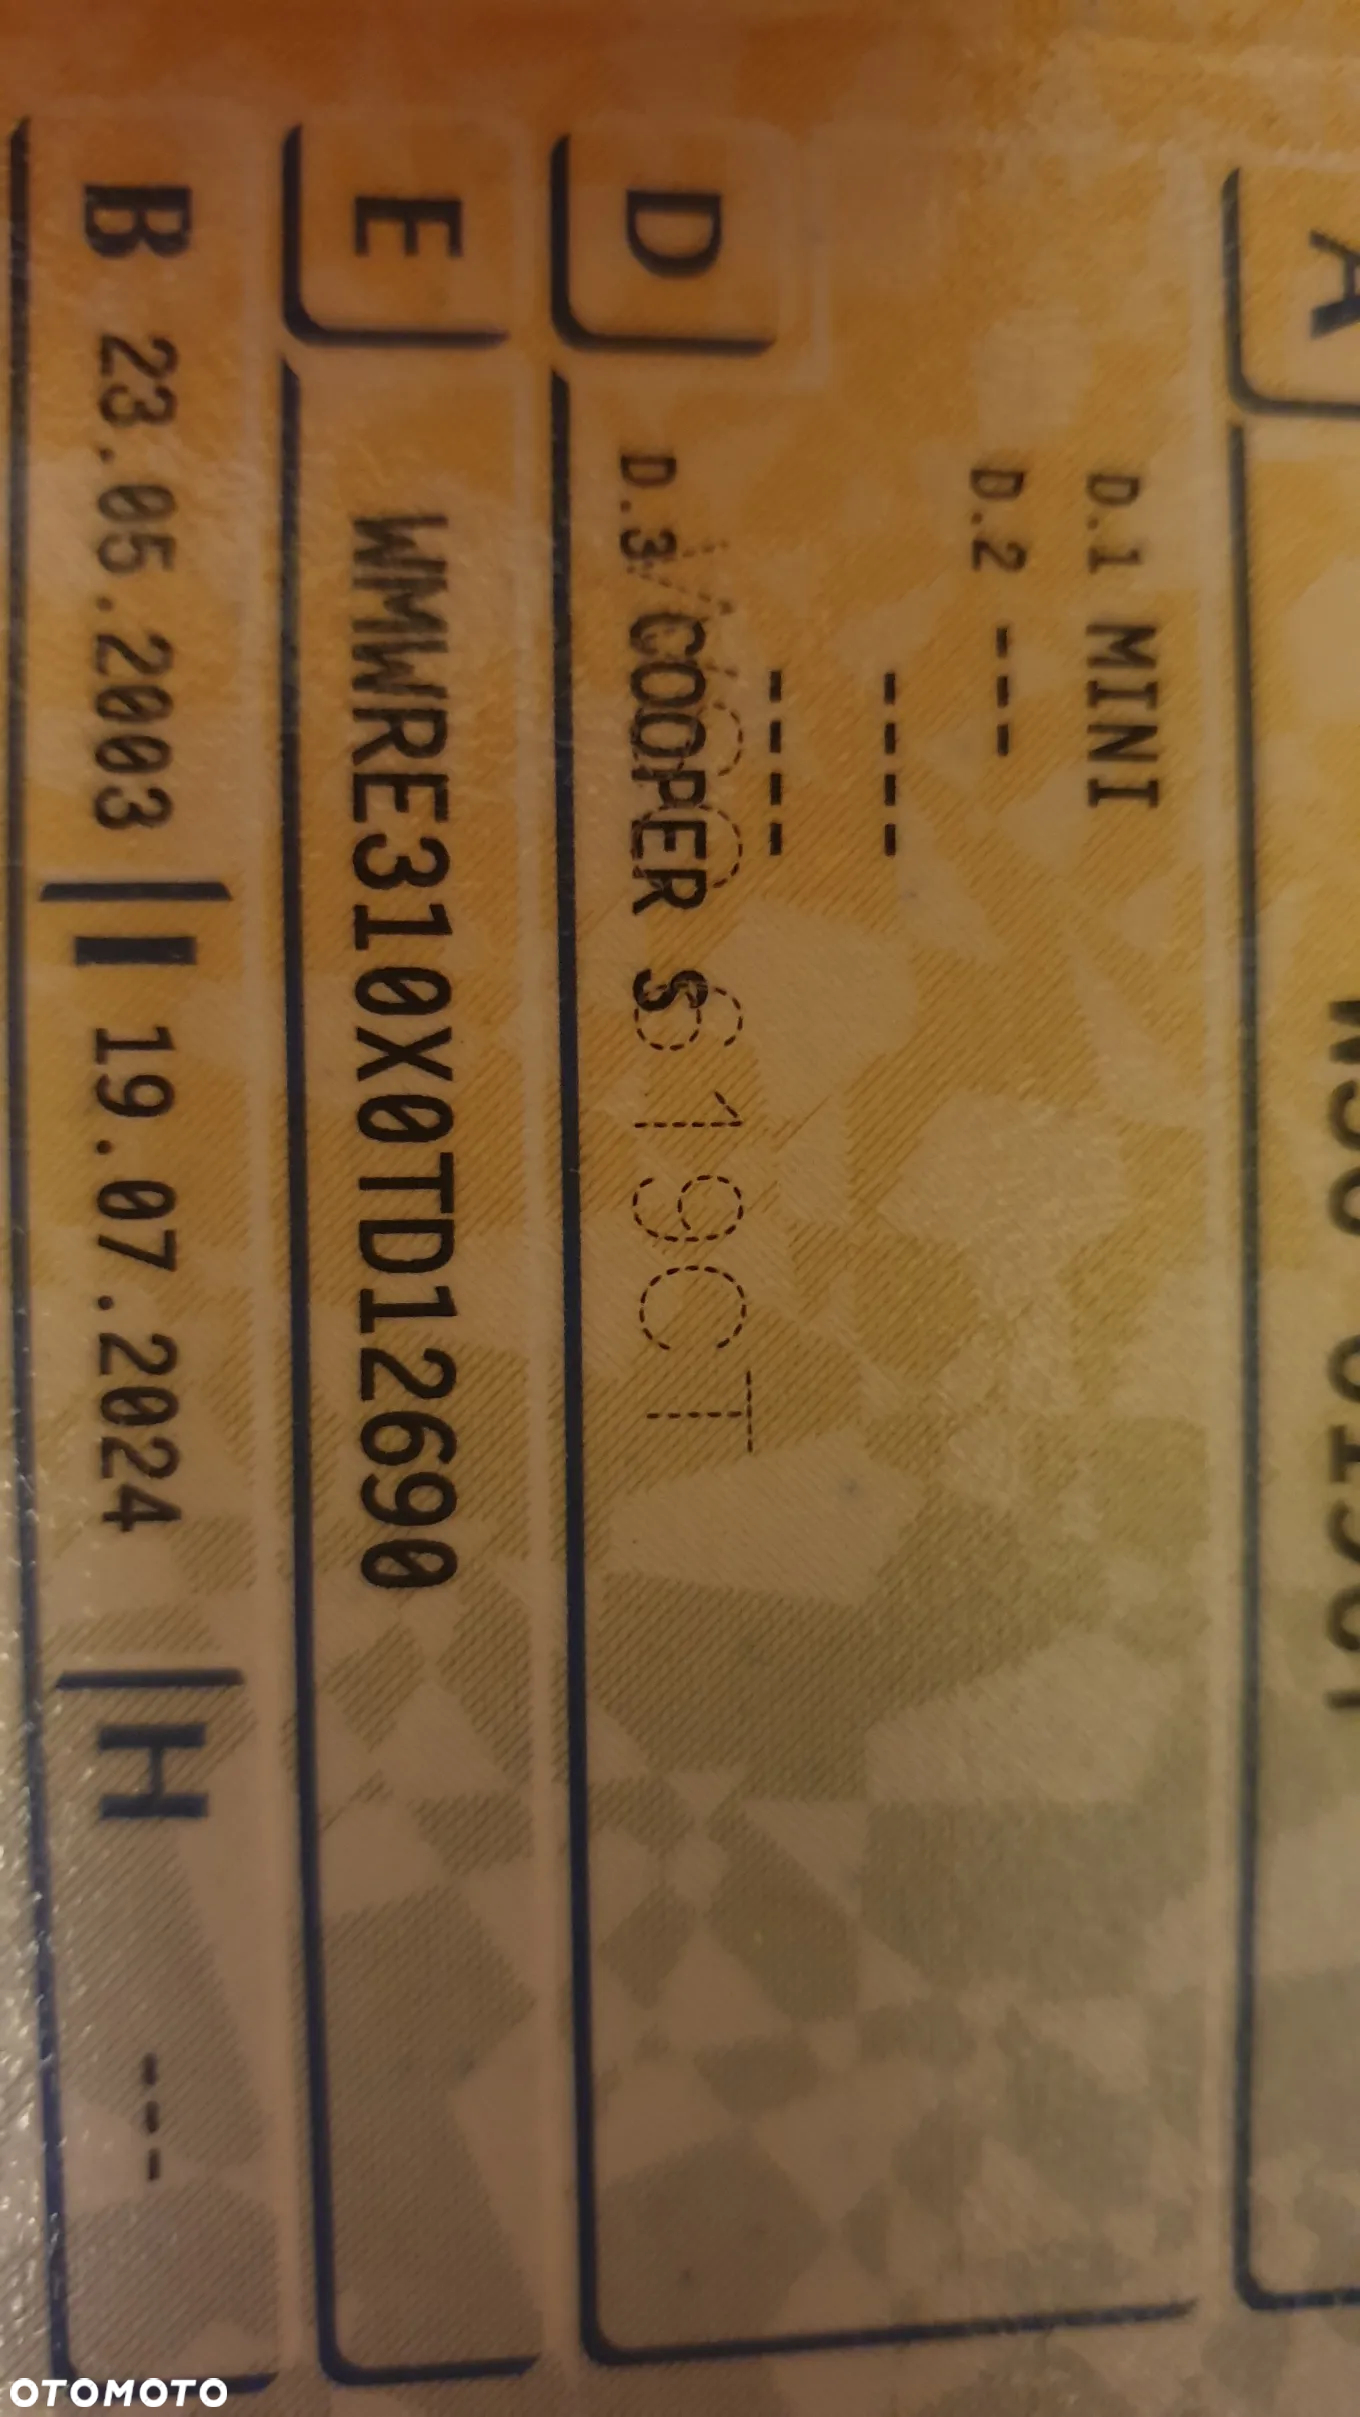 A
D.1 MINI
D.2 ---
----
----
D
D.3 COOPER S
E
WMWRE310X0TD12690
B 23.05.2003 I 19.07.2024 H ---
OTOMOTO